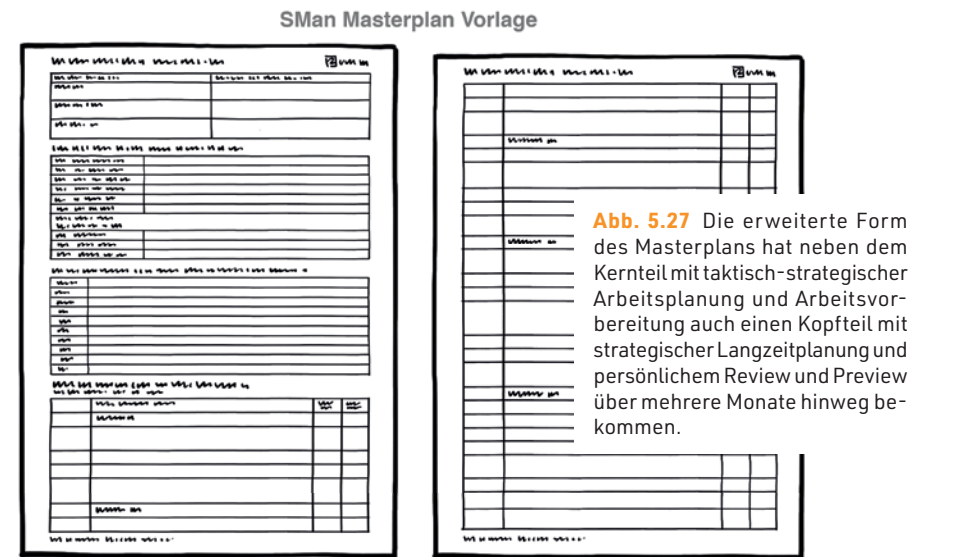 SMan Masterplan Vorlage
Abb. 5.27 Die erweiterte Form
des Masterplans hat neben dem
Kernteil mit taktisch-strategischer
Arbeitsplanung und Arbeitsvor-
bereitung auch einen Kopfteil mit
strategischer Langzeitplanung und
persönlichem Review und Preview
über mehrere Monate hinweg be-
kommen.